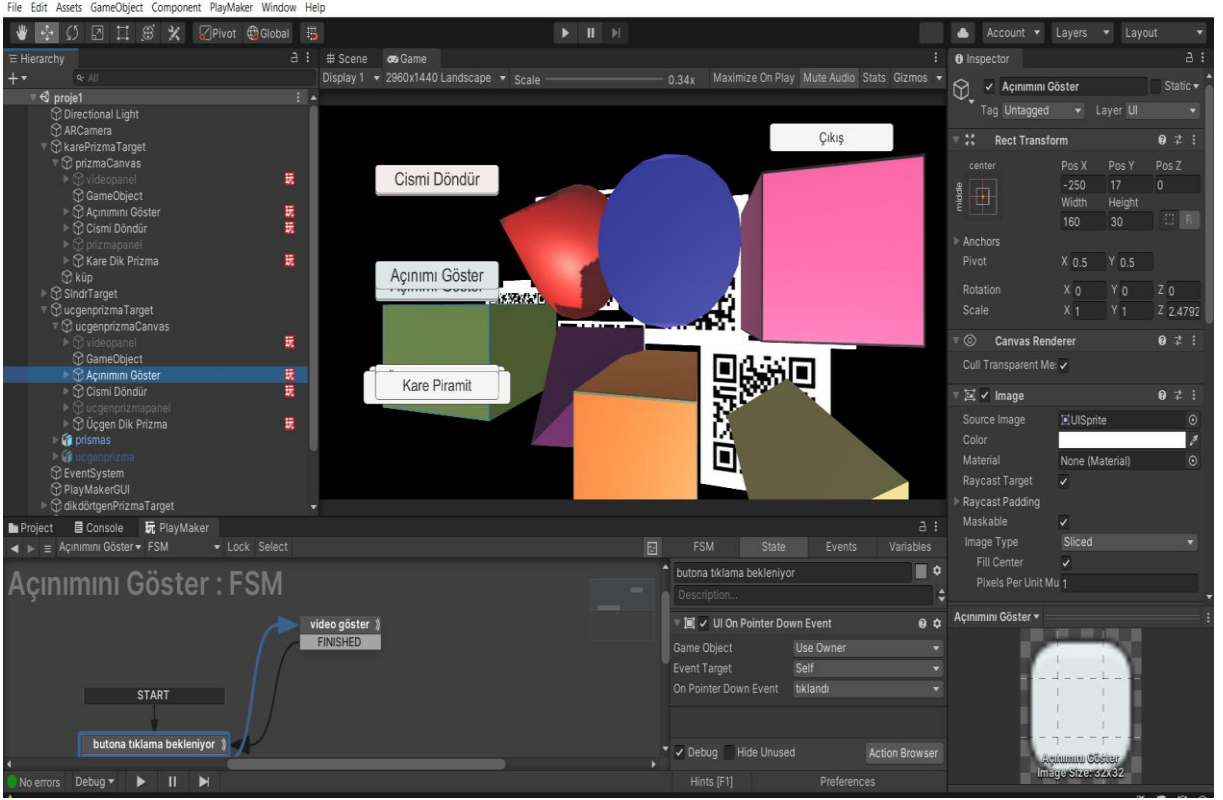 File Edit Assets GameObject Component PlayMaker Window Help
Pivot Global Account Layers Layout
Hierarchy
All
proje1
Directional Light
ARCamera
karePrizmaTarget
prizmaCanvas
videopanel
GameObject
Açınımını Göster
Cismi Döndür
prizmapanel
Kare Dik Prizma
küp
SlndrTarget
ucgenprizmaTarget
ucgenprizmaCanvas
videopanel
GameObject
Açınımını Göster
Cismi Döndür
ucgenprizmapanel
Üçgen Dik Prizma
prismas
ucgenprizma
EventSystem
PlayMakerGUI
dikdörtgenPrizmaTarget
Scene Game
Display 1 2960x1440 Landscape Scale 0.34x Maximize On Play Mute Audio Stats Gizmos
Çıkış
Cismi Döndür
Açınımı Göster
Kare Piramit
Inspector
Açınımını Göster Static
Tag Untagged Layer UI
Rect Transform
center Pos X Pos Y Pos Z
middle -250 17 0
Width Height
160 30 R
Anchors
Pivot X 0.5 Y 0.5
Rotation X 0 Y 0 Z 0
Scale X 1 Y 1 Z 2.4792
Canvas Renderer
Cull Transparent Me
Image
Source Image UISprite
Color
Material None (Material)
Raycast Target
Raycast Padding
Maskable
Image Type Sliced
Fill Center
Pixels Per Unit Mu 1
Açınımını Göster
Açınımını Göster
Image Size: 32x32
Project Console PlayMaker
Açınımını Göster FSM Lock Select
Açınımını Göster : FSM
video göster
FINISHED
START
butona tıklama bekleniyor
No errors Debug
FSM State Events Variables
butona tıklama bekleniyor
Description...
UI On Pointer Down Event
Game Object Use Owner
Event Target Self
On Pointer Down Event tıklandı
Debug Hide Unused Action Browser
Hints [F1] Preferences